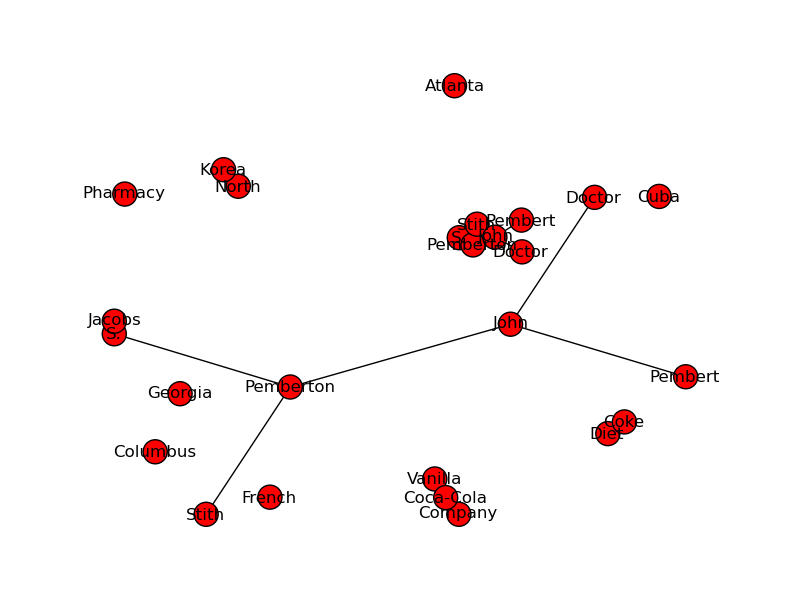 Atlanta
Korea
North
Pharmacy
Doctor
Cuba
Stith
Pembert
S.
John
Pemberton
Doctor
Jacobs
S.
John
Pemberton
Pembert
Georgia
Coke
Diet
Columbus
Vanilla
French
Coca-Cola
Company
Stith